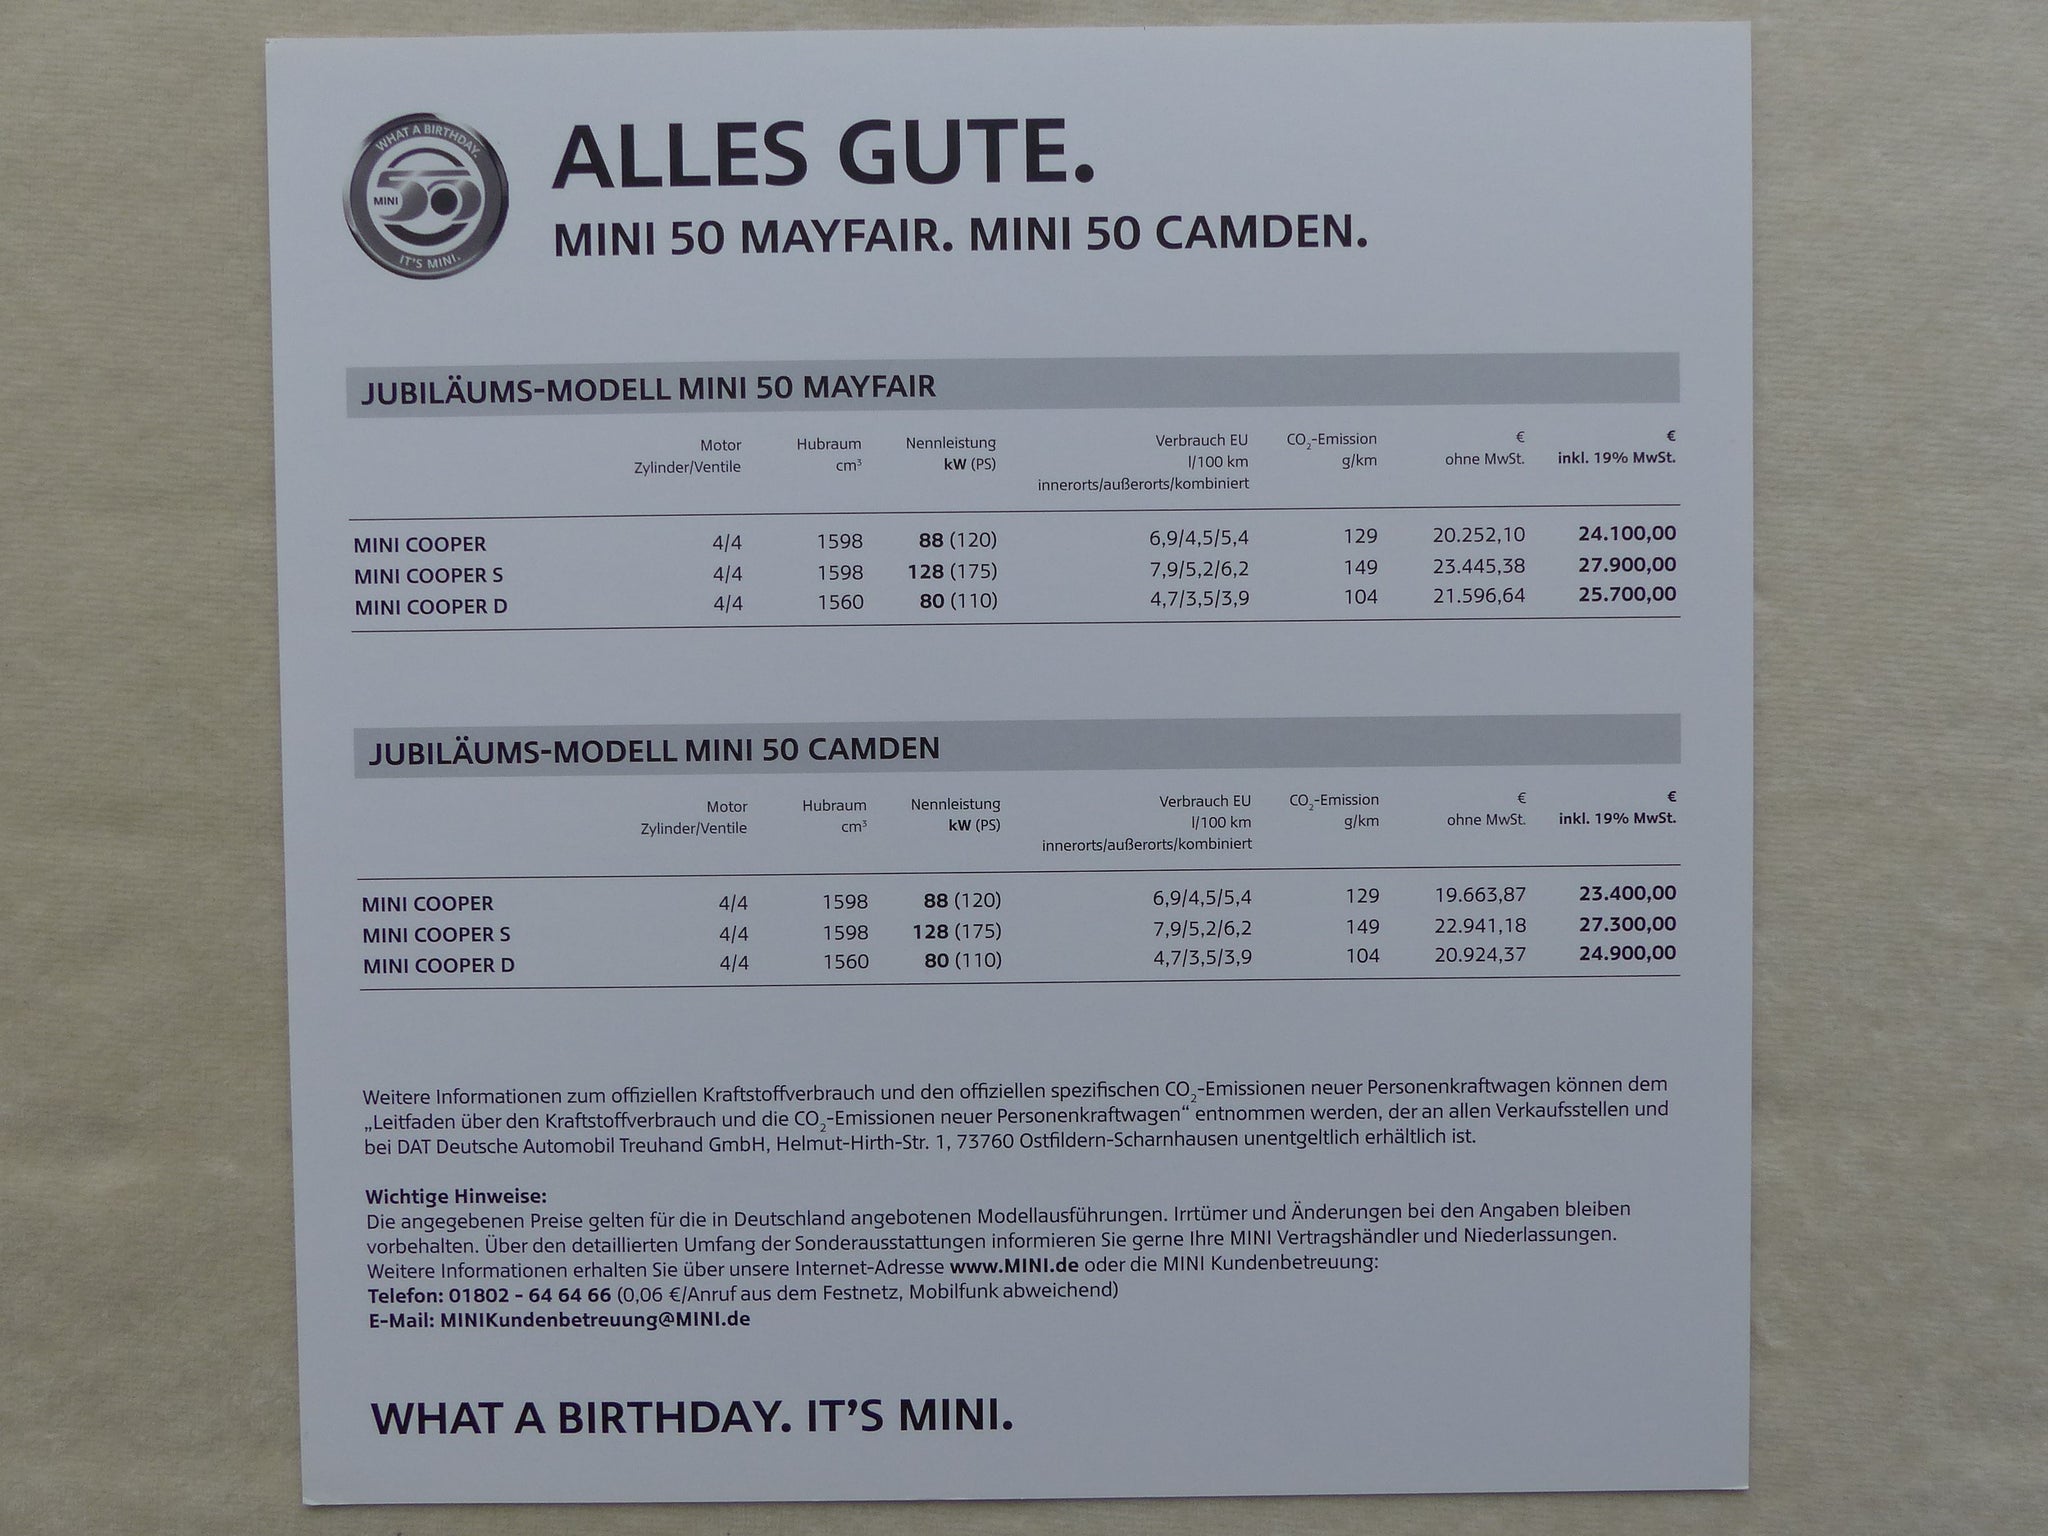 WHAT A BIRTHDAY.
MINI 50
IT'S MINI.
ALLES GUTE.
MINI 50 MAYFAIR. MINI 50 CAMDEN.
JUBILÄUMS-MODELL MINI 50 MAYFAIR
Motor Hubraum Nennleistung Verbrauch EU CO₂-Emission € €
Zylinder/Ventile cm³ kW (PS) l/100 km g/km ohne MwSt. inkl. 19% MwSt.
innerorts/außerorts/kombiniert
MINI COOPER 4/4 1598 88 (120) 6,9/4,5/5,4 129 20.252,10 24.100,00
MINI COOPER S 4/4 1598 128 (175) 7,9/5,2/6,2 149 23.445,38 27.900,00
MINI COOPER D 4/4 1560 80 (110) 4,7/3,5/3,9 104 21.596,64 25.700,00
JUBILÄUMS-MODELL MINI 50 CAMDEN
Motor Hubraum Nennleistung Verbrauch EU CO₂-Emission € €
Zylinder/Ventile cm³ kW (PS) l/100 km g/km ohne MwSt. inkl. 19% MwSt.
innerorts/außerorts/kombiniert
MINI COOPER 4/4 1598 88 (120) 6,9/4,5/5,4 129 19.663,87 23.400,00
MINI COOPER S 4/4 1598 128 (175) 7,9/5,2/6,2 149 22.941,18 27.300,00
MINI COOPER D 4/4 1560 80 (110) 4,7/3,5/3,9 104 20.924,37 24.900,00
Weitere Informationen zum offiziellen Kraftstoffverbrauch und den offiziellen spezifischen CO₂-Emissionen neuer Personenkraftwagen können dem
„Leitfaden über den Kraftstoffverbrauch und die CO₂-Emissionen neuer Personenkraftwagen“ entnommen werden, der an allen Verkaufsstellen und
bei DAT Deutsche Automobil Treuhand GmbH, Helmut-Hirth-Str. 1, 73760 Ostfildern-Scharnhausen unentgeltlich erhältlich ist.
Wichtige Hinweise:
Die angegebenen Preise gelten für die in Deutschland angebotenen Modellausführungen. Irrtümer und Änderungen bei den Angaben bleiben
vorbehalten. Über den detaillierten Umfang der Sonderausstattungen informieren Sie gerne Ihre MINI Vertragshändler und Niederlassungen.
Weitere Informationen erhalten Sie über unsere Internet-Adresse www.MINI.de oder die MINI Kundenbetreuung:
Telefon: 01802 - 64 64 66 (0,06 €/Anruf aus dem Festnetz, Mobilfunk abweichend)
E-Mail: MINIKundenbetreuung@MINI.de
WHAT A BIRTHDAY. IT'S MINI.